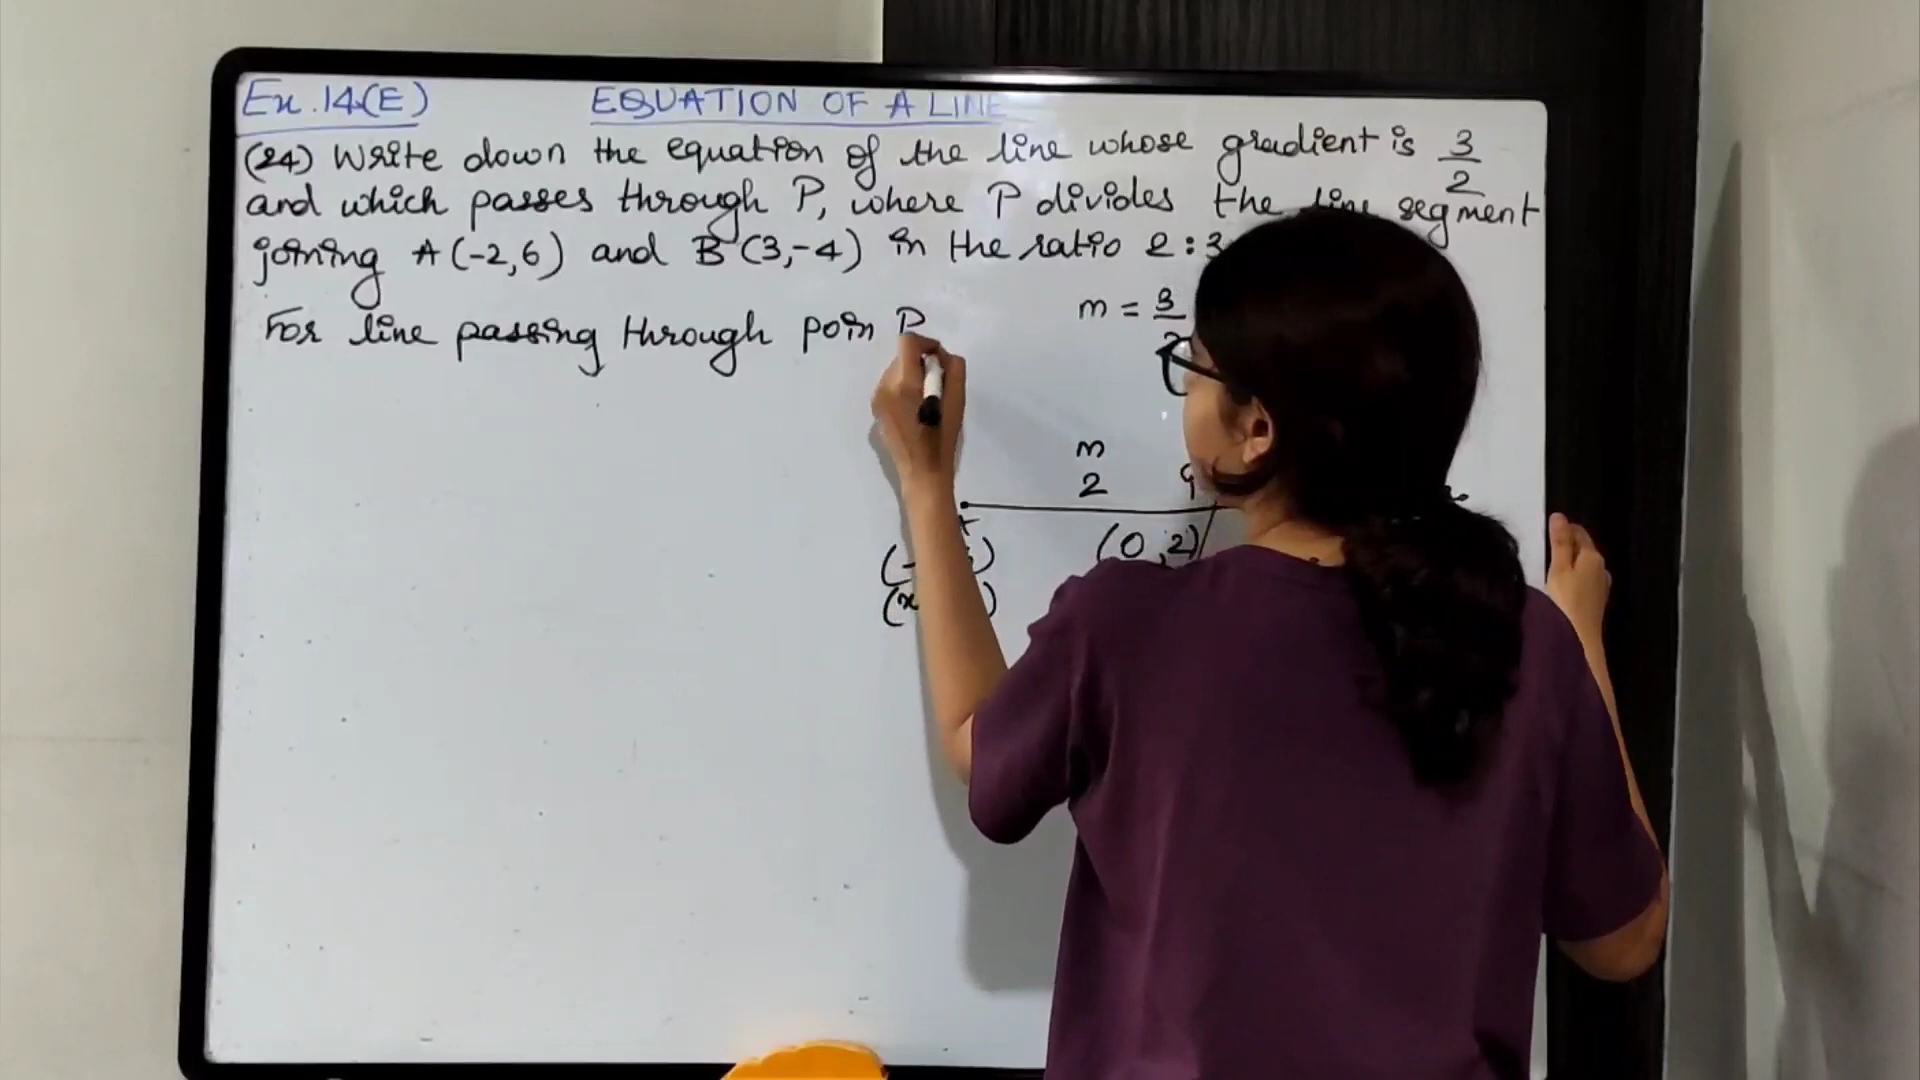 Ex.14(E) EQUATION OF A LINE
(24) Write down the equation of the line whose gradient is 3/2
and which passes through P, where P divides the line segment
joining A(-2,6) and B(3,-4) in the ratio 2:3
For line passing through poin P
m = 3
m
2
(0,2)